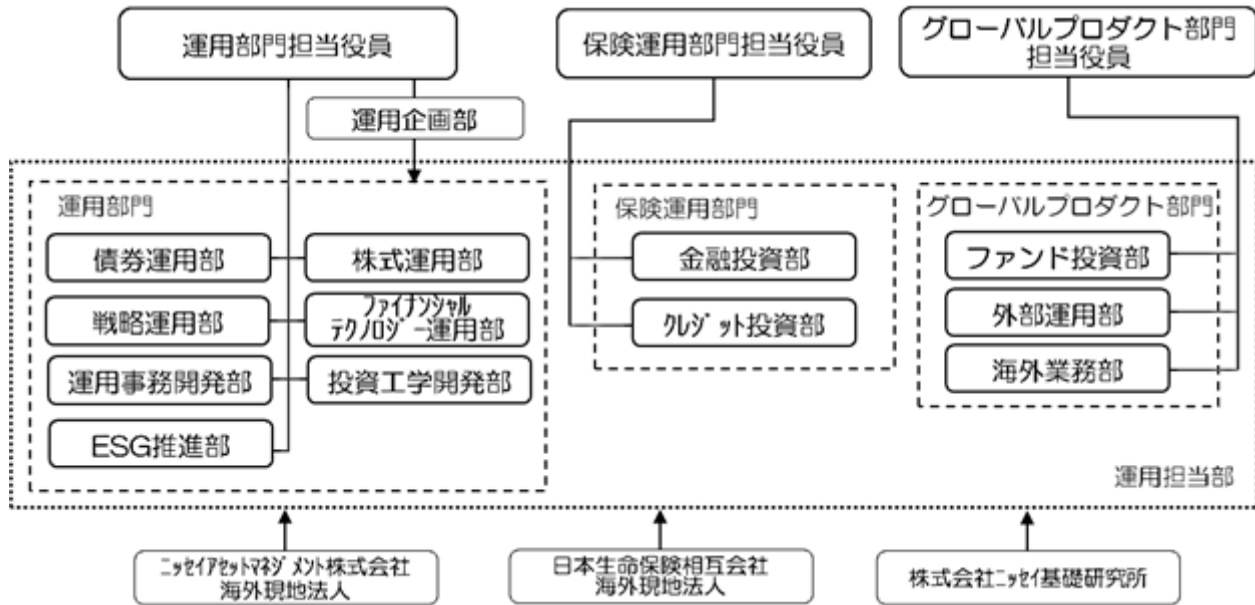 運用部門担当役員
保険運用部門担当役員
グローバルプロダクト部門
担当役員
運用企画部
運用部門
債券運用部
株式運用部
戦略運用部
ファイナンシャル
テクノロジー運用部
運用事務開発部
投資工学開発部
ESG推進部
保険運用部門
金融投資部
クレジット投資部
グローバルプロダクト部門
ファンド投資部
外部運用部
海外業務部
運用担当部
ニッセイアセットマネジメント株式会社
海外現地法人
日本生命保険相互会社
海外現地法人
株式会社ニッセイ基礎研究所